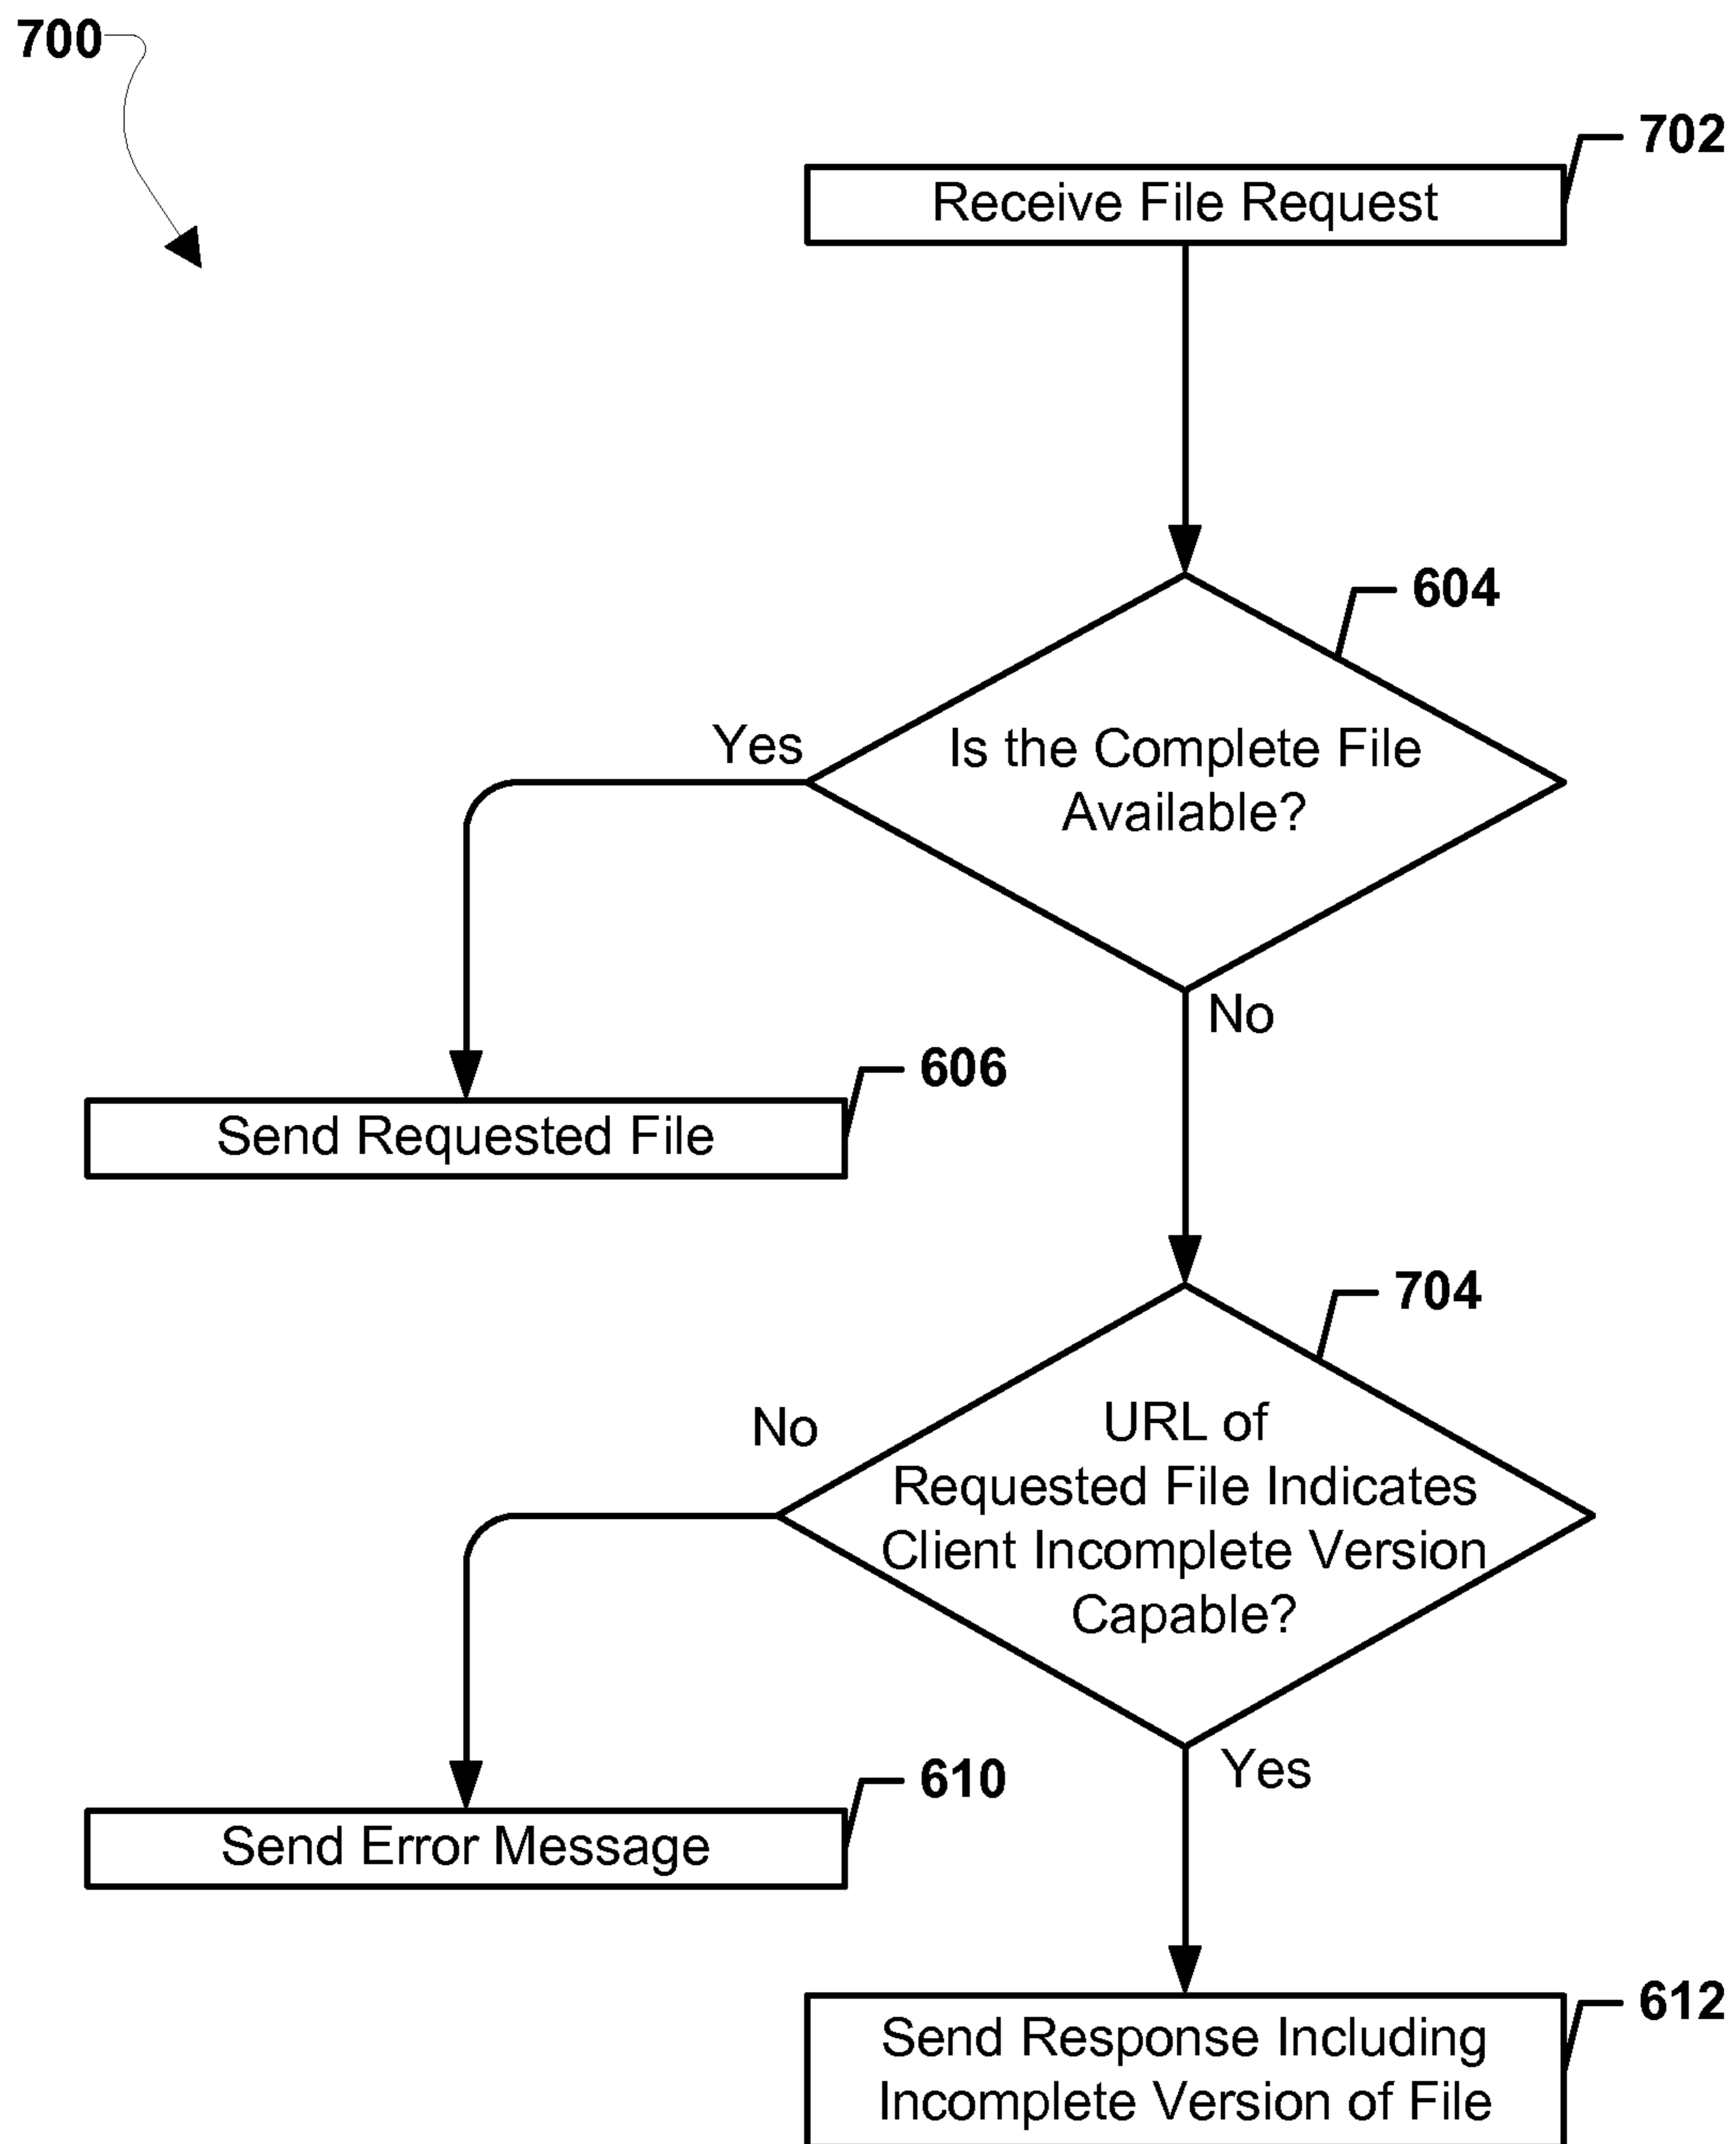 700
702
Receive File Request
604
Is the Complete File
Available?
Yes
No
606
Send Requested File
704
URL of
Requested File Indicates
Client Incomplete Version
Capable?
No
Yes
610
Send Error Message
612
Send Response Including
Incomplete Version of File